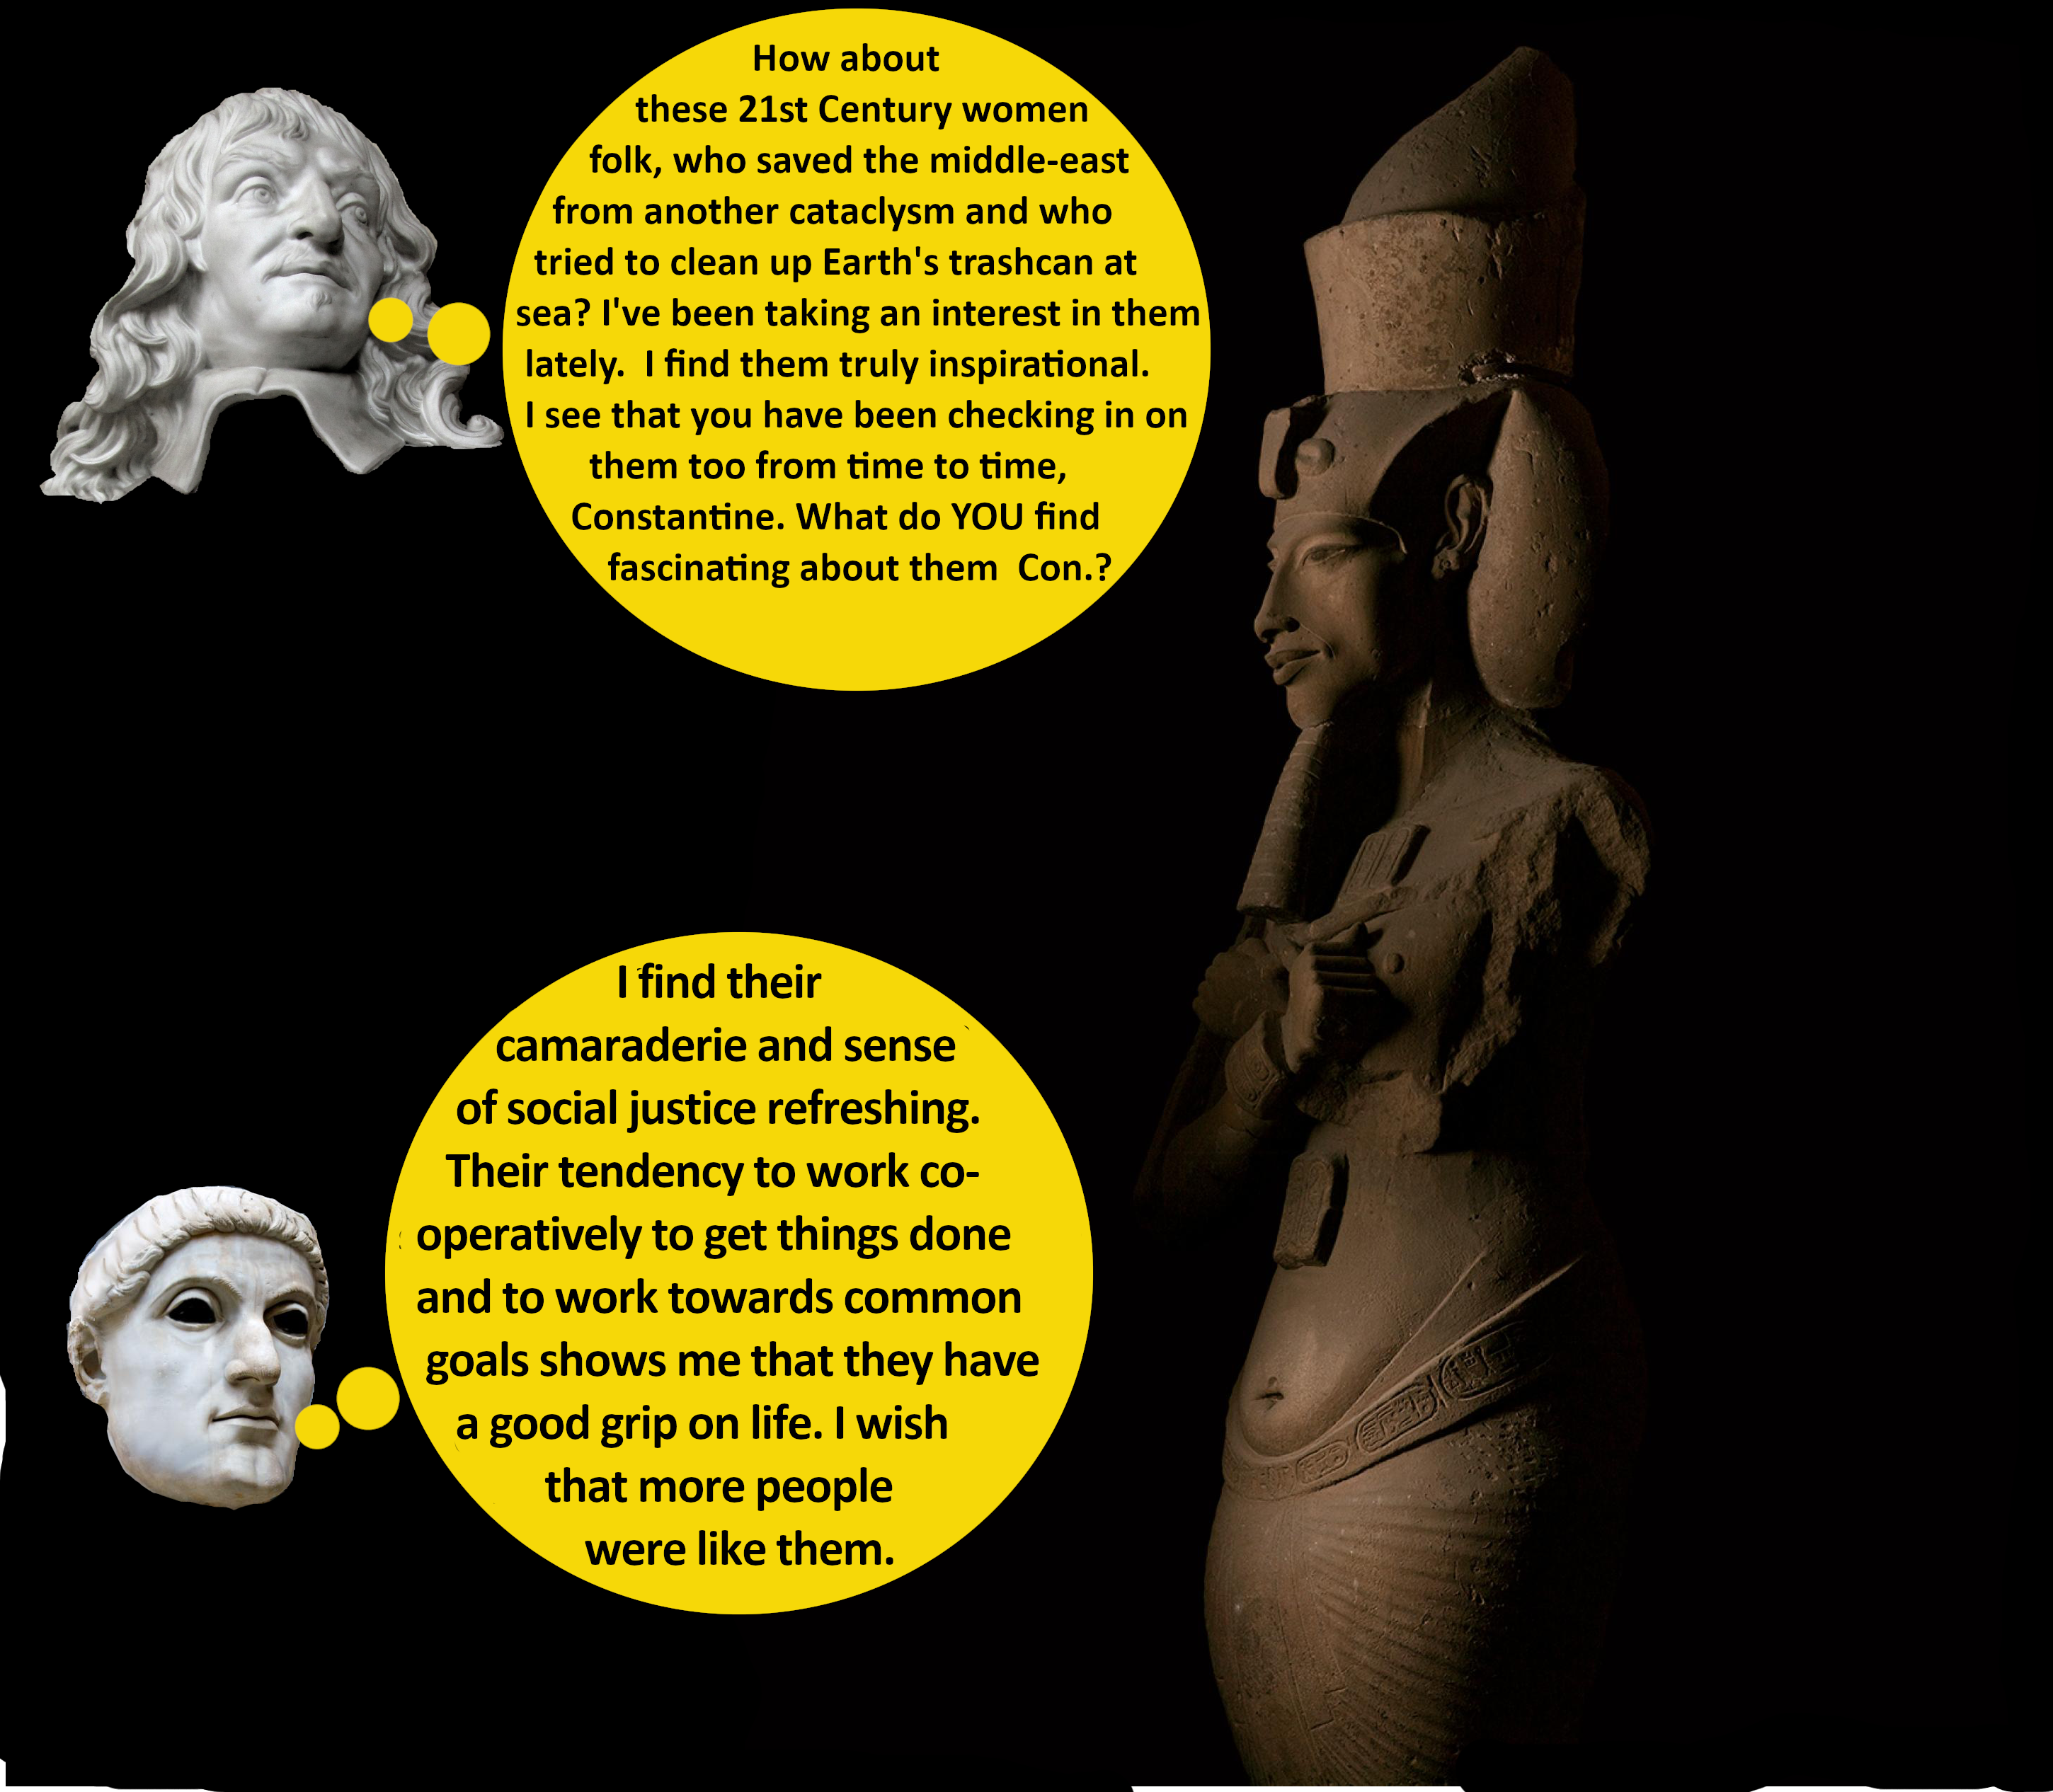 How about
these 21st Century women
folk, who saved the middle-east
from another cataclysm and who
tried to clean up Earth's trashcan at
sea? I've been taking an interest in them
lately.  I find them truly inspirational.
I see that you have been checking in on
them too from time to time,
Constantine. What do YOU find
fascinating about them  Con.?
I find their
camaraderie and sense
of social justice refreshing.
Their tendency to work co-
operatively to get things done
and to work towards common
goals shows me that they have
a good grip on life. I wish
that more people
were like them.